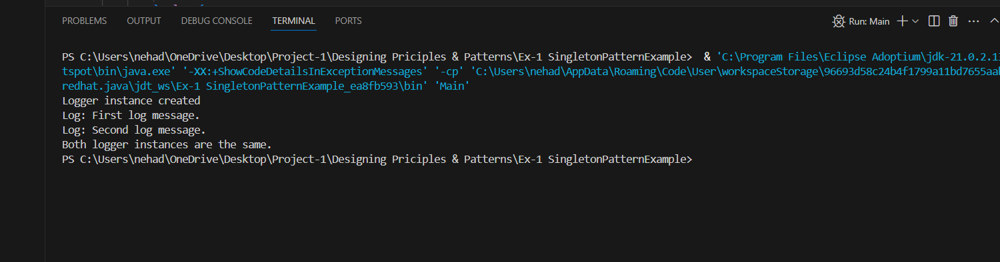 PROBLEMS OUTPUT DEBUG CONSOLE TERMINAL PORTS Run: Main
PS C:\Users\nehad\OneDrive\Desktop\Project-1\Designing Priciples & Patterns\Ex-1 SingletonPatternExample>  & 'C:\Program Files\Eclipse Adoptium\jdk-21.0.2.13
tspot\bin\java.exe' '-XX:+ShowCodeDetailsInExceptionMessages' '-cp' 'C:\Users\nehad\AppData\Roaming\Code\User\workspaceStorage\96693d58c24b4f1799a11bd7655aa
redhat.java\jdt_ws\Ex-1 SingletonPatternExample_ea8fb593\bin' 'Main'
Logger instance created
Log: First log message.
Log: Second log message.
Both logger instances are the same.
PS C:\Users\nehad\OneDrive\Desktop\Project-1\Designing Priciples & Patterns\Ex-1 SingletonPatternExample>